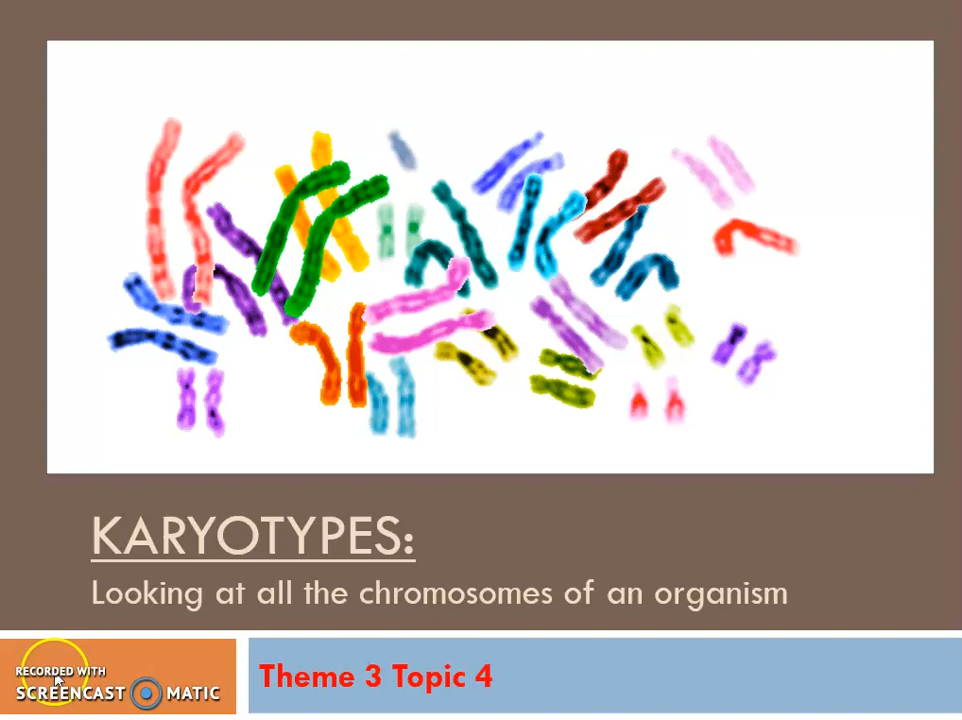 KARYOTYPES:
Looking at all the chromosomes of an organism
RECORDED WITH
SCREENCAST MATIC
Theme 3 Topic 4